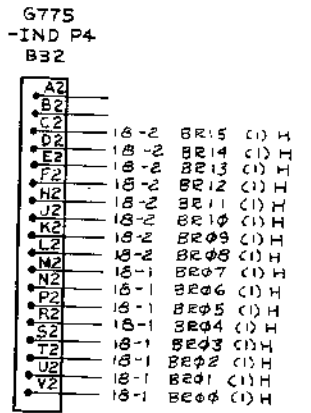 G775
-IND P4
B32
A2
B2
C2 18-2 BR15 (1) H
D2 18-2 BR14 (1) H
E2 18-2 BR13 (1) H
F2 18-2 BR12 (1) H
H2 18-2 BR11 (1) H
J2 18-2 BR1Ø (1) H
K2 18-2 BRØ9 (1) H
L2 18-2 BRØ8 (1) H
M2 18-1 BRØ7 (1) H
N2 18-1 BRØ6 (1) H
P2 18-1 BRØ5 (1) H
R2 18-1 BRØ4 (1) H
S2 18-1 BRØ3 (1) H
T2 18-1 BRØ2 (1) H
U2 18-1 BRØ1 (1) H
V2 18-1 BRØØ (1) H